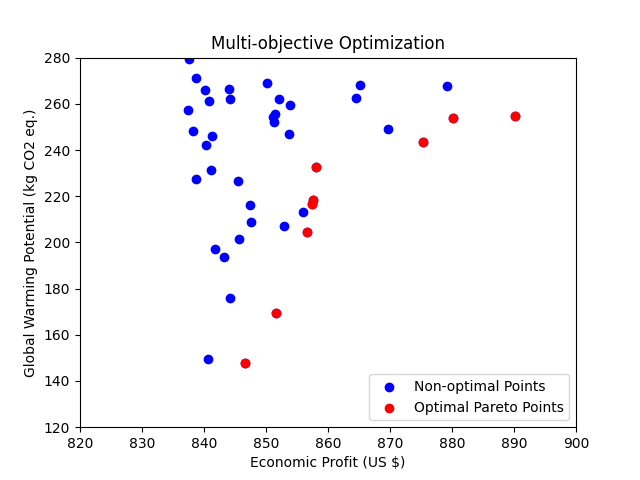 Multi-objective Optimization
Global Warming Potential (kg CO2 eq.)
280
260
240
220
200
180
160
140
120
Non-optimal Points
Optimal Pareto Points
820 830 840 850 860 870 880 890 900
Economic Profit (US $)